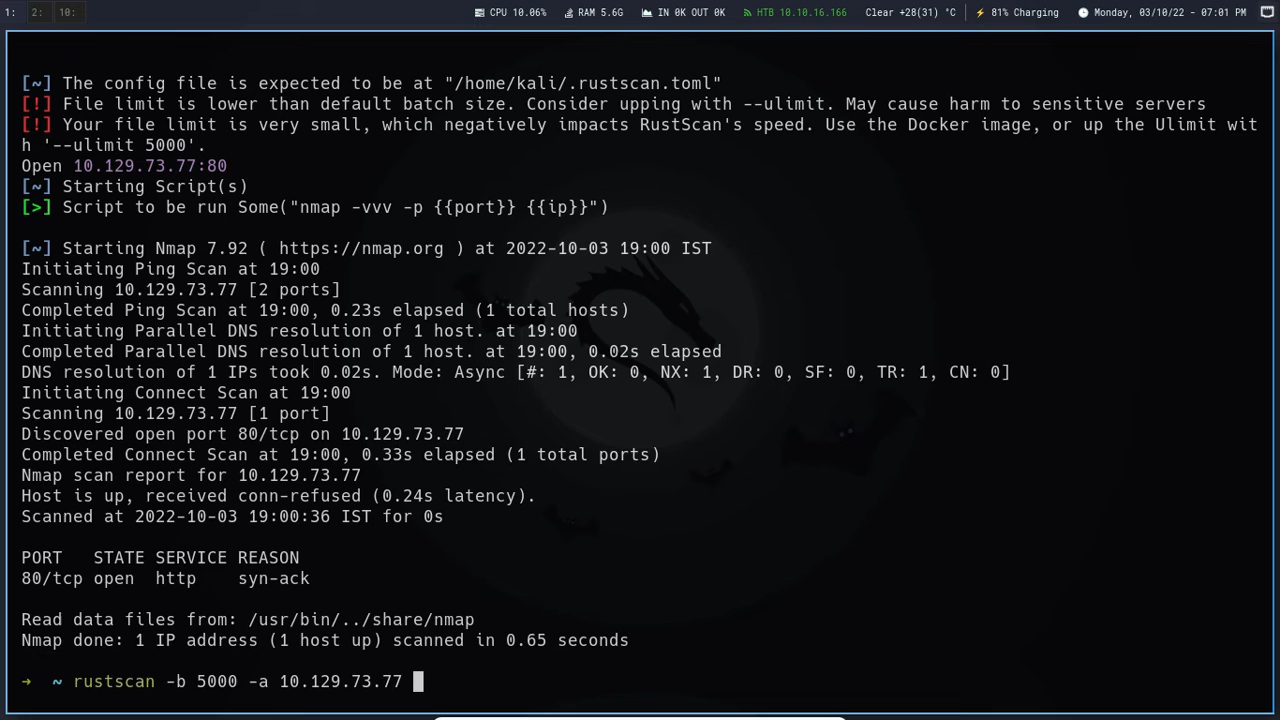 1: 2: 10: CPU 10.06% RAM 5.6G IN 0K OUT 0K HTB 10.10.16.166 Clear +28(31) °C 81% Charging Monday, 03/10/22 - 07:01 PM
[~] The config file is expected to be at "/home/kali/.rustscan.toml"
[!] File limit is lower than default batch size. Consider upping with --ulimit. May cause harm to sensitive servers
[!] Your file limit is very small, which negatively impacts RustScan's speed. Use the Docker image, or up the Ulimit wit
h '--ulimit 5000'.
Open 10.129.73.77:80
[~] Starting Script(s)
[>] Script to be run Some("nmap -vvv -p {{port}} {{ip}}")
[~] Starting Nmap 7.92 ( https://nmap.org ) at 2022-10-03 19:00 IST
Initiating Ping Scan at 19:00
Scanning 10.129.73.77 [2 ports]
Completed Ping Scan at 19:00, 0.23s elapsed (1 total hosts)
Initiating Parallel DNS resolution of 1 host. at 19:00
Completed Parallel DNS resolution of 1 host. at 19:00, 0.02s elapsed
DNS resolution of 1 IPs took 0.02s. Mode: Async [#: 1, OK: 0, NX: 1, DR: 0, SF: 0, TR: 1, CN: 0]
Initiating Connect Scan at 19:00
Scanning 10.129.73.77 [1 port]
Discovered open port 80/tcp on 10.129.73.77
Completed Connect Scan at 19:00, 0.33s elapsed (1 total ports)
Nmap scan report for 10.129.73.77
Host is up, received conn-refused (0.24s latency).
Scanned at 2022-10-03 19:00:36 IST for 0s
PORT STATE SERVICE REASON
80/tcp open http syn-ack
Read data files from: /usr/bin/../share/nmap
Nmap done: 1 IP address (1 host up) scanned in 0.65 seconds
→ ~ rustscan -b 5000 -a 10.129.73.77